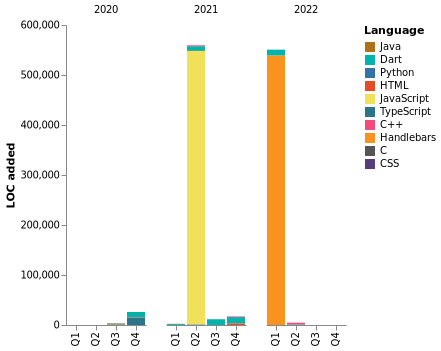 2020 2021 2022
Language
Java
Dart
Python
HTML
JavaScript
TypeScript
C++
Handlebars
C
CSS
LOC added
600,000
500,000
400,000
300,000
200,000
100,000
0
Q1 Q2 Q3 Q4 Q1 Q2 Q3 Q4 Q1 Q2 Q3 Q4